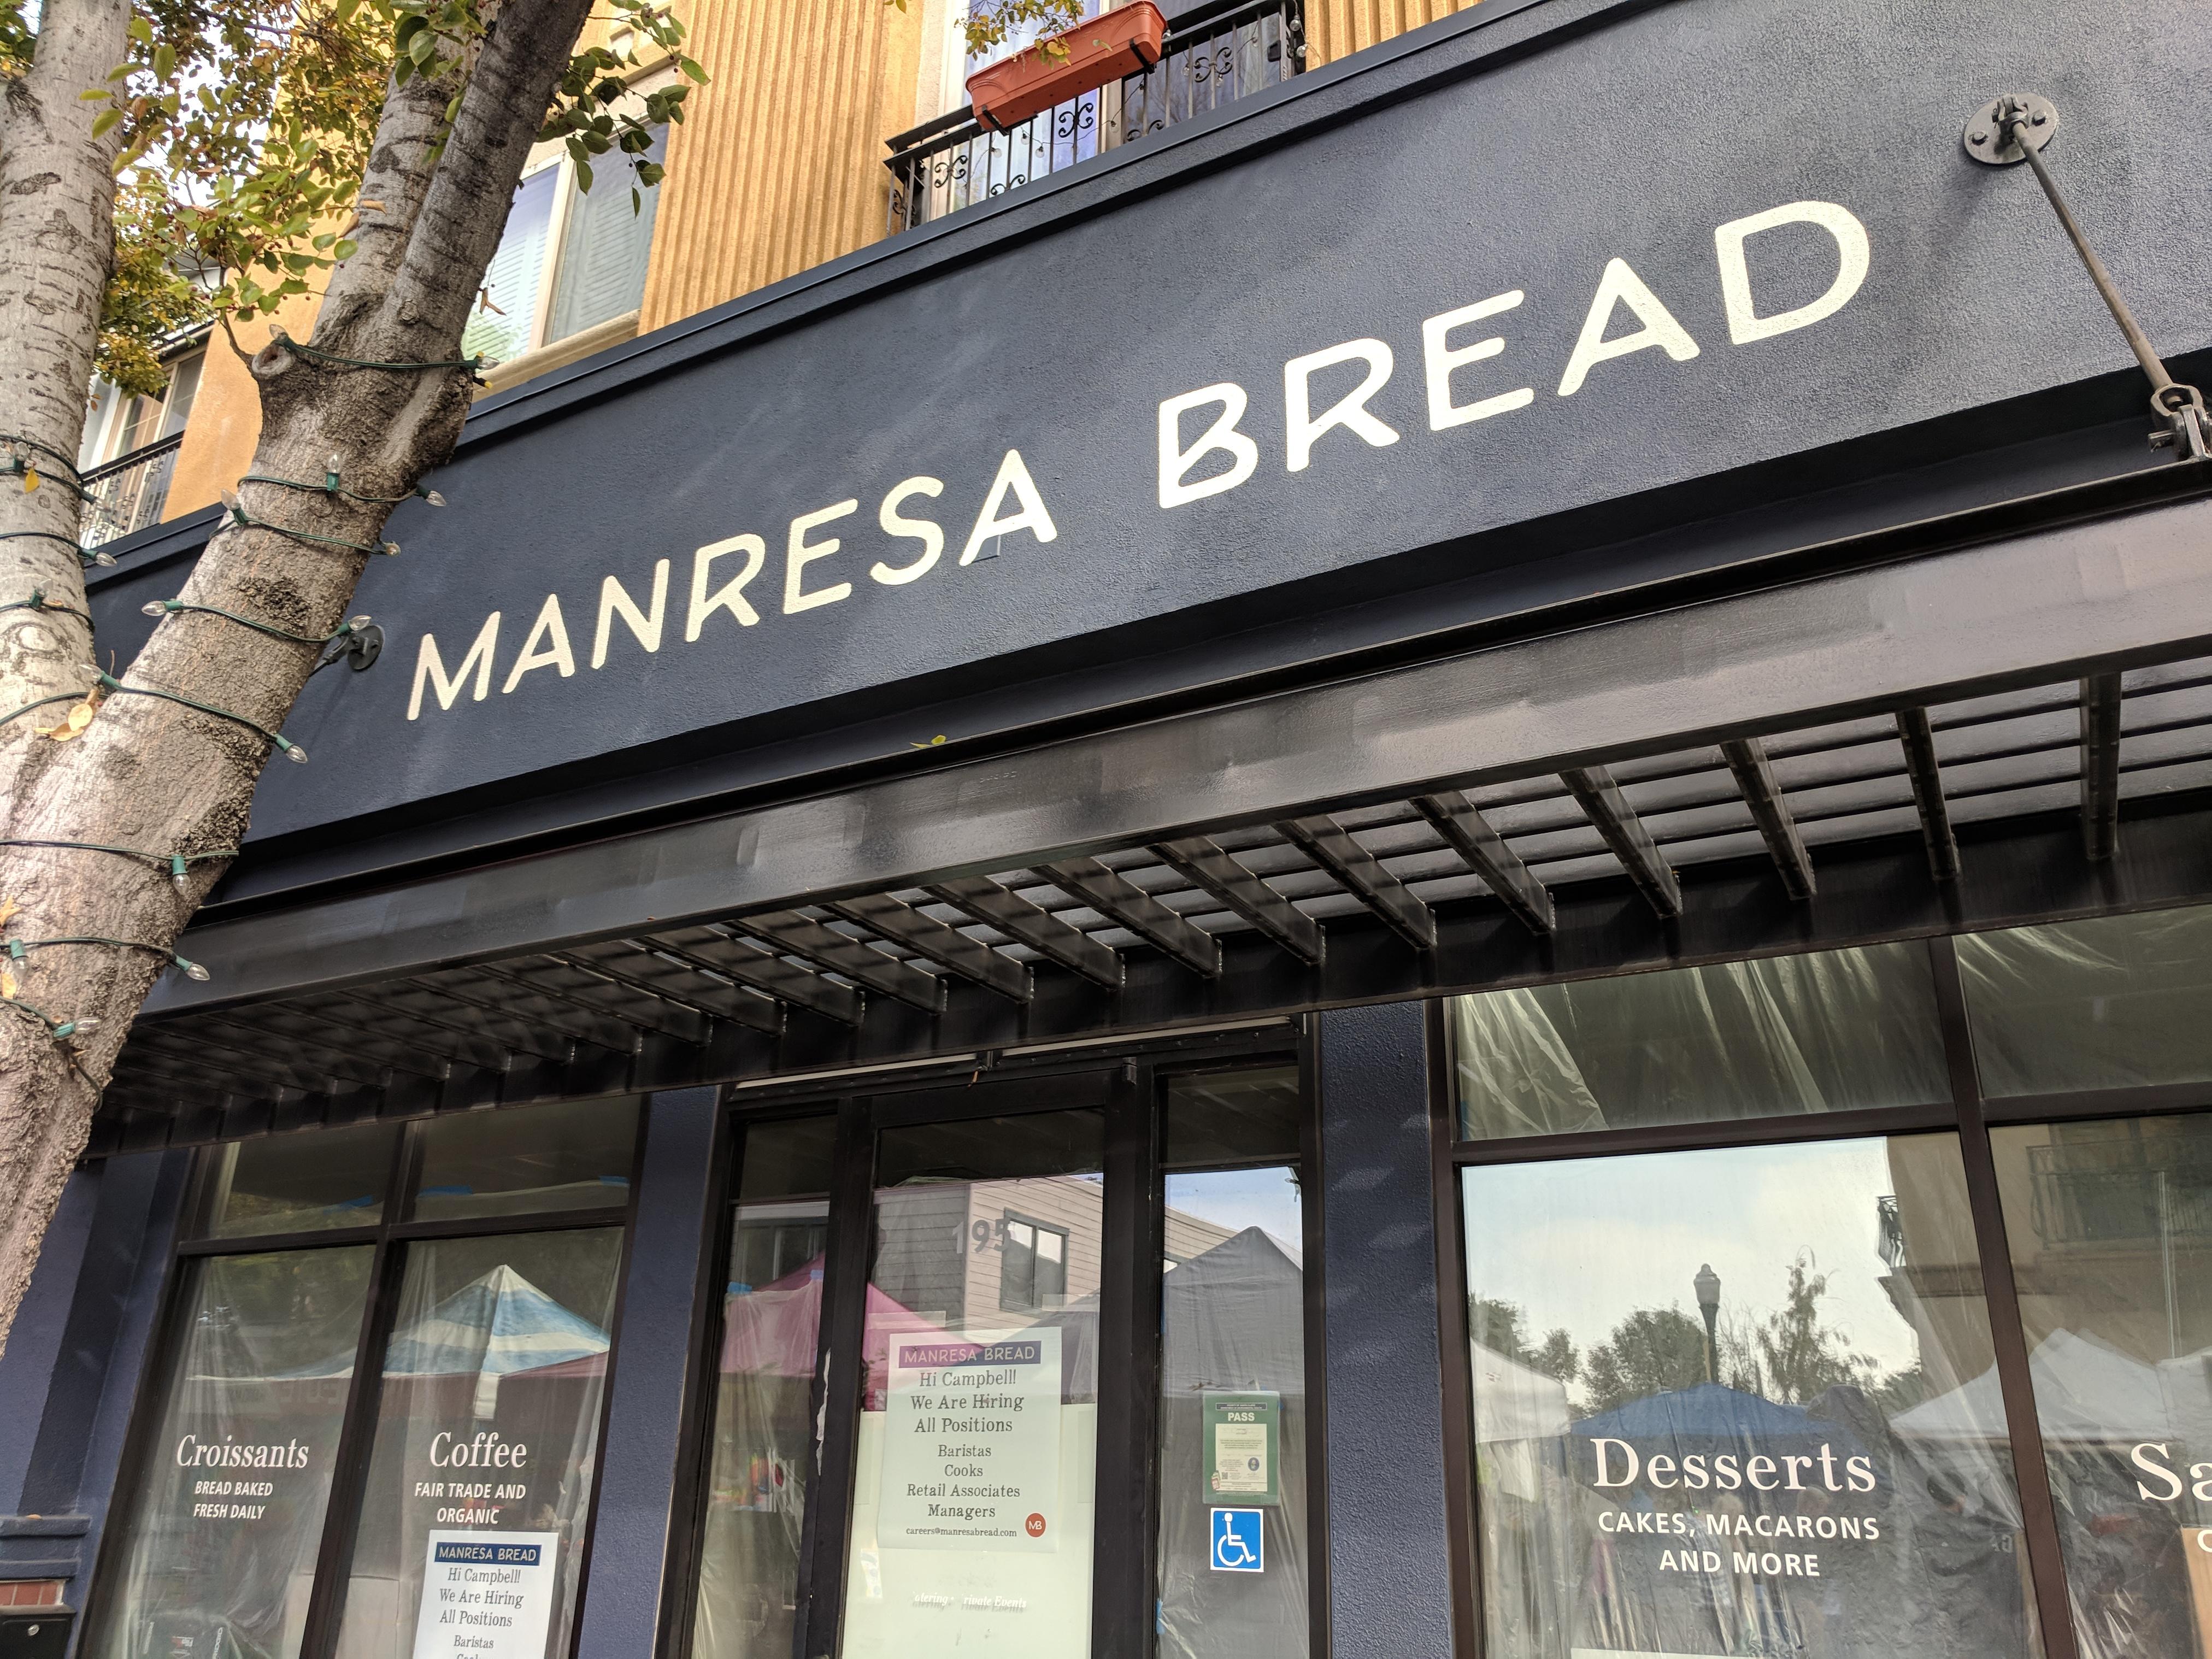 MANRESA BREAD
195
Croissants
BREAD BAKED
FRESH DAILY
Coffee
FAIR TRADE AND
ORGANIC
MANRESA BREAD
Hi Campbell!
We Are Hiring
All Positions
Baristas
MANRESA BREAD
Hi Campbell!
We Are Hiring
All Positions
Baristas
Cooks
Retail Associates
Managers
careers@manresabread.com
MB
PASS
Desserts
CAKES, MACARONS
AND MORE
Sa